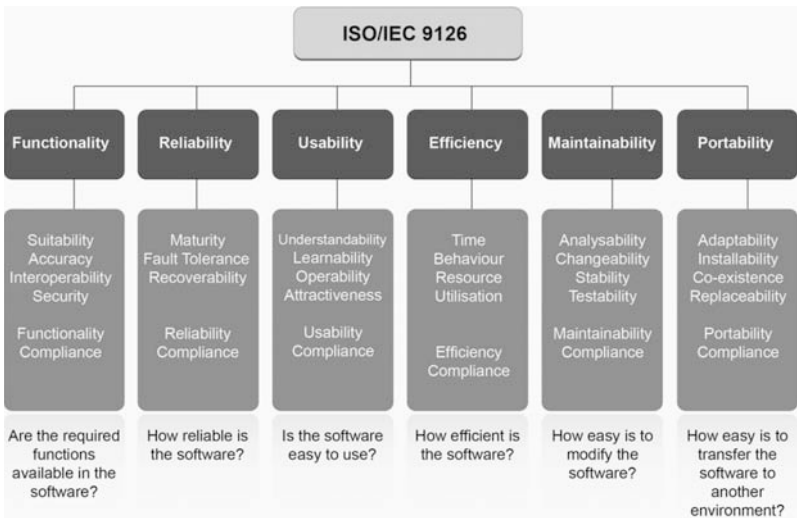 ISO/IEC 9126
Functionality
Reliability
Usability
Efficiency
Maintainability
Portability
Suitability
Accuracy
Interoperability
Security
Functionality
Compliance
Maturity
Fault Tolerance
Recoverability
Reliability
Compliance
Understandability
Learnability
Operability
Attractiveness
Usability
Compliance
Time
Behaviour
Resource
Utilisation
Efficiency
Compliance
Analysability
Changeability
Stability
Testability
Maintainability
Compliance
Adaptability
Installability
Co-existence
Replaceability
Portability
Compliance
Are the required
functions
available in the
software?
How reliable is
the software?
Is the software
easy to use?
How efficient is
the software?
How easy is to
modify the
software?
How easy is to
transfer the
software to
another
environment?